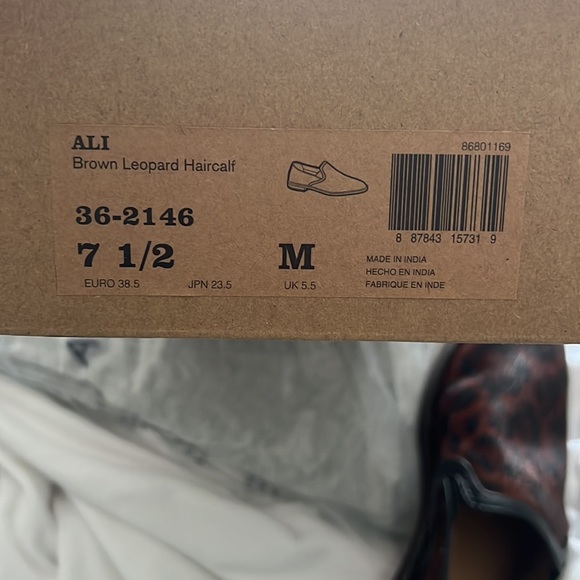 ALI
Brown Leopard Haircalf
86801169
36-2146
8 87843 15731 9
7 1/2 M
EURO 38.5 JPN 23.5 UK 5.5
MADE IN INDIA
HECHO EN INDIA
FABRIQUE EN INDE